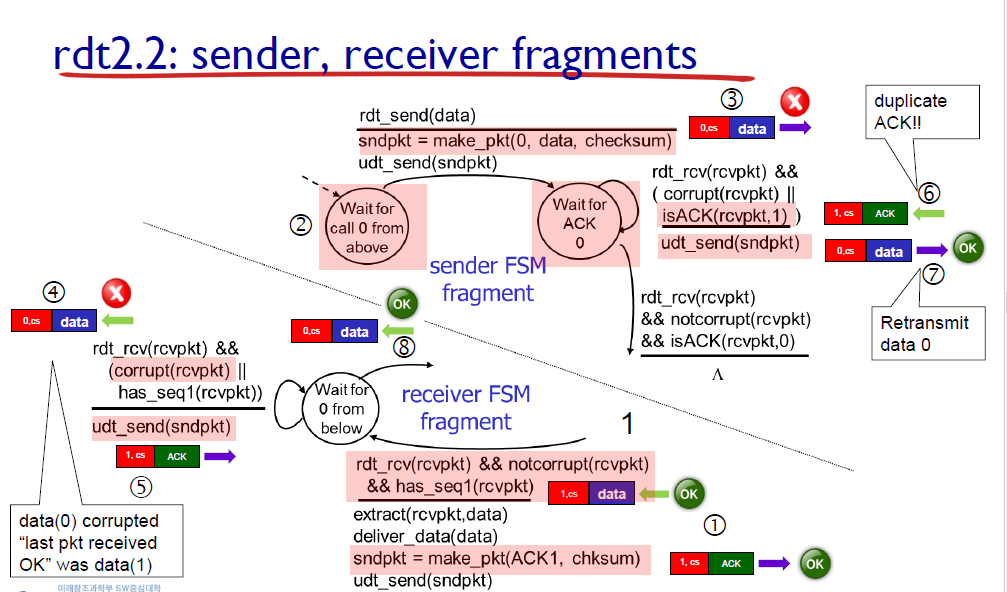 rdt2.2: sender, receiver fragments
rdt_send(data)
sndpkt = make_pkt(0, data, checksum)
udt_send(sndpkt)
③
0,cs data
X
duplicate
ACK!!
②
Wait for
call 0 from
above
Wait for
ACK
0
rdt_rcv(rcvpkt) &&
( corrupt(rcvpkt) ||
isACK(rcvpkt,1) )
udt_send(sndpkt)
⑥
1, cs ACK
0,cs data
OK
⑦
Retransmit
data 0
sender FSM
fragment
rdt_rcv(rcvpkt)
&& notcorrupt(rcvpkt)
&& isACK(rcvpkt,0)
Λ
④
X
0,cs data
rdt_rcv(rcvpkt) &&
(corrupt(rcvpkt) ||
has_seq1(rcvpkt))
udt_send(sndpkt)
1, cs ACK
⑤
data(0) corrupted
“last pkt received
OK” was data(1)
OK
0,cs data
⑧
Wait for
0 from
below
receiver FSM
fragment
1
rdt_rcv(rcvpkt) && notcorrupt(rcvpkt)
&& has_seq1(rcvpkt)
1,cs data
OK
①
extract(rcvpkt,data)
deliver_data(data)
sndpkt = make_pkt(ACK1, chksum)
udt_send(sndpkt)
1, cs ACK
OK
미래창조과학부 SW중심대학